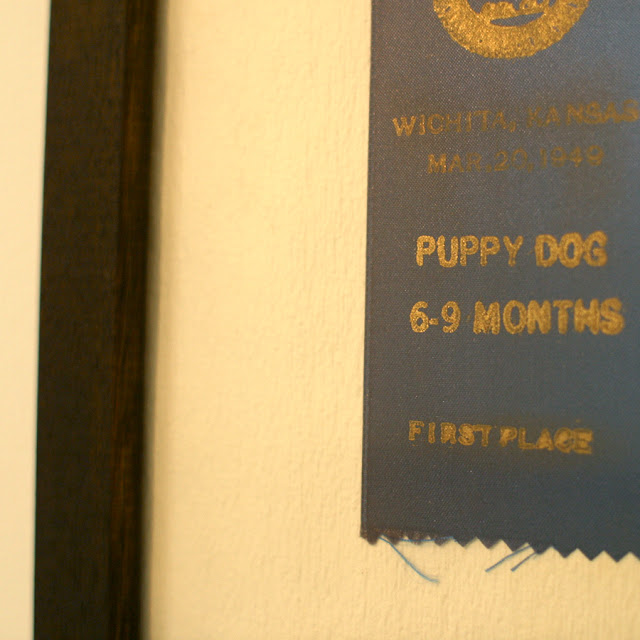 WICHITA, KANSAS
MAR. 20, 1949
PUPPY DOG
6-9 MONTHS
FIRST PLACE